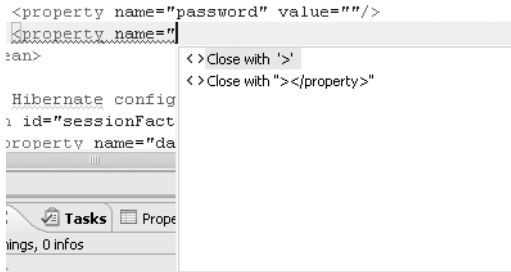 <property name="password" value=""/>
<property name="
ean>
< > Close with '>'
< > Close with "></property>"
Hibernate config
id="sessionFact
property name="da
Tasks Prope
nings, 0 infos